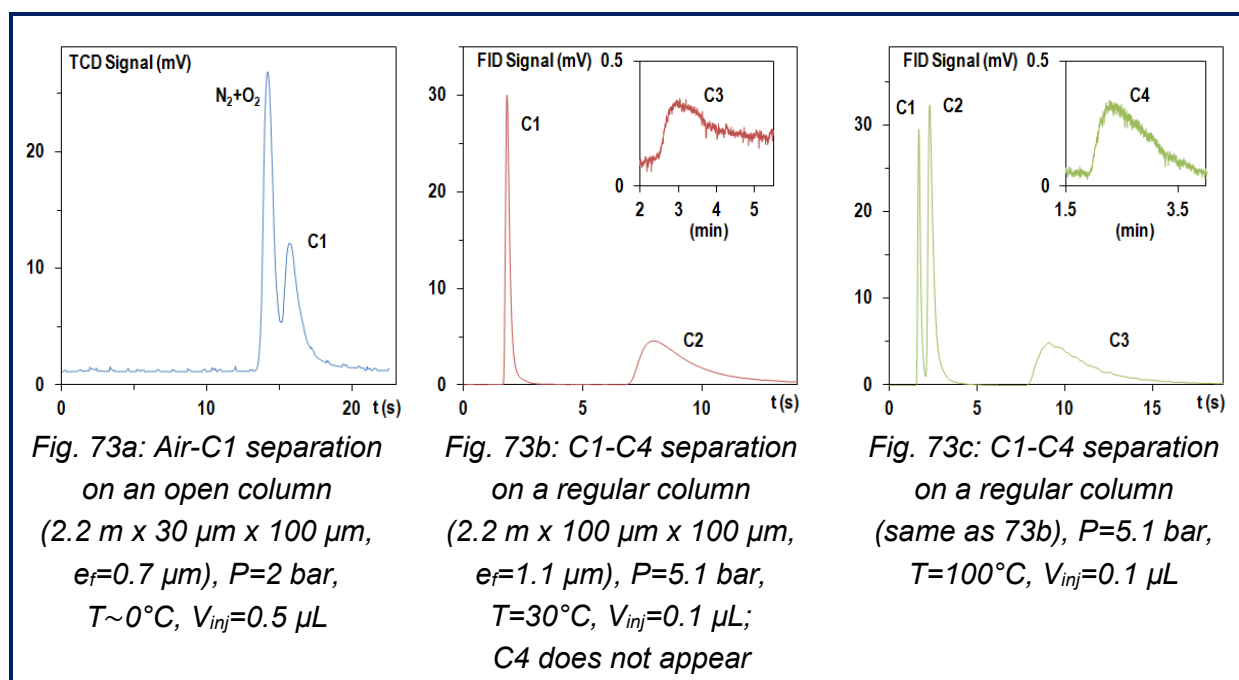 TCD Signal (mV)
N2+O2
C1
20
10
0
0
10
20
t (s)
Fig. 73a: Air-C1 separation
on an open column
(2.2 m x 30 µm x 100 µm,
ef=0.7 µm), P=2 bar,
T~0°C, Vinj=0.5 µL
FID Signal (mV)
0.5
C3
0
2
3
4
5
(min)
30
20
10
0
C1
C2
0
10
t (s)
Fig. 73b: C1-C4 separation
on a regular column
(2.2 m x 100 µm x 100 µm,
ef=1.1 µm), P=5.1 bar,
T=30°C, Vinj=0.1 µL;
C4 does not appear
FID Signal (mV)
0.5
C4
0
1.5
3.5
(min)
30
20
10
0
C1
C2
C3
0
5
10
15
t (s)
Fig. 73c: C1-C4 separation
on a regular column
(same as 73b), P=5.1 bar,
T=100°C, Vinj=0.1 µL